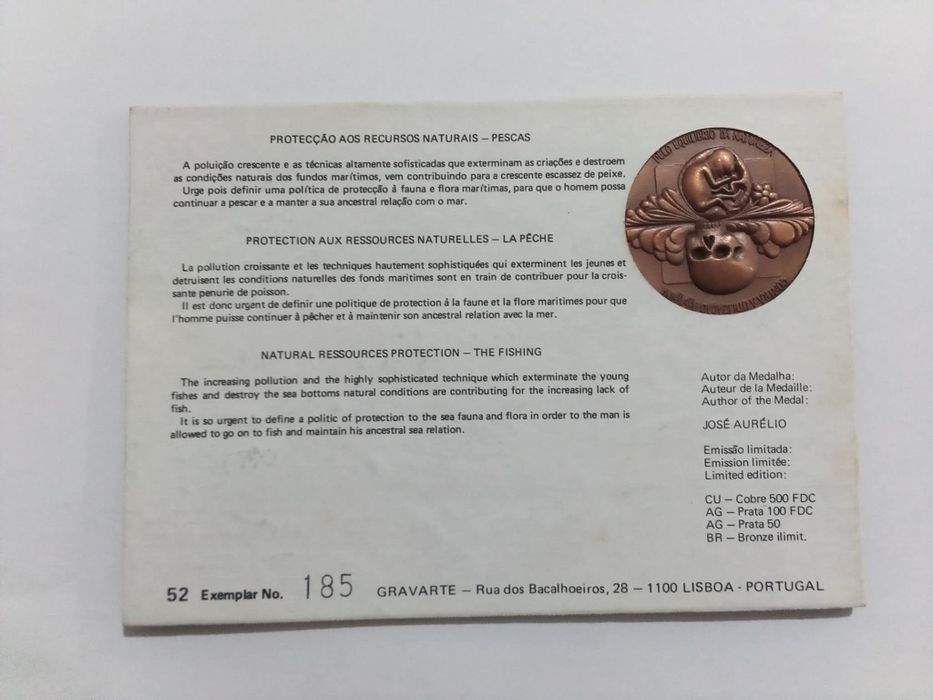 PROTECÇÃO AOS RECURSOS NATURAIS – PESCAS
A poluição crescente e as técnicas altamente sofisticadas que exterminam as criações e destroem
as condições naturais dos fundos marítimos, vem contribuindo para a crescente escassez de peixe.
Urge pois definir uma política de protecção à fauna e flora marítimas, para que o homem possa
continuar a pescar e a manter a sua ancestral relação com o mar.
PROTECTION AUX RESSOURCES NATURELLES – LA PÊCHE
La pollution croissante et les techniques hautement sophistiquées qui exterminent les jeunes et
detruisent les conditions naturelles des fonds maritimes sont en train de contribuer pour la crois-
sante penurie de poisson.
Il est donc urgent de definir une politique de protection à la faune et la flore maritimes pour que
l'homme puisse continuer à pêcher et à maintenir son ancestral relation avec la mer.
NATURAL RESSOURCES PROTECTION – THE FISHING
The increasing pollution and the highly sophisticated technique which exterminate the young
fishes and destroy the sea bottoms natural conditions are contributing for the increasing lack of
fish.
It is so urgent to define a politic of protection to the sea fauna and flora in order to the man is
allowed to go on to fish and maintain his ancestral sea relation.
PELO EQUILIBRIO DA NATUREZA
Autor da Medalha:
Auteur de la Medaille:
Author of the Medal:
JOSÉ AURÉLIO
Emissão limitada:
Emission limitée:
Limited edition:
CU – Cobre 500 FDC
AG – Prata 100 FDC
AG – Prata 50
BR – Bronze ilimit.
52 Exemplar No. 185 GRAVARTE – Rua dos Bacalhoeiros, 28 – 1100 LISBOA - PORTUGAL